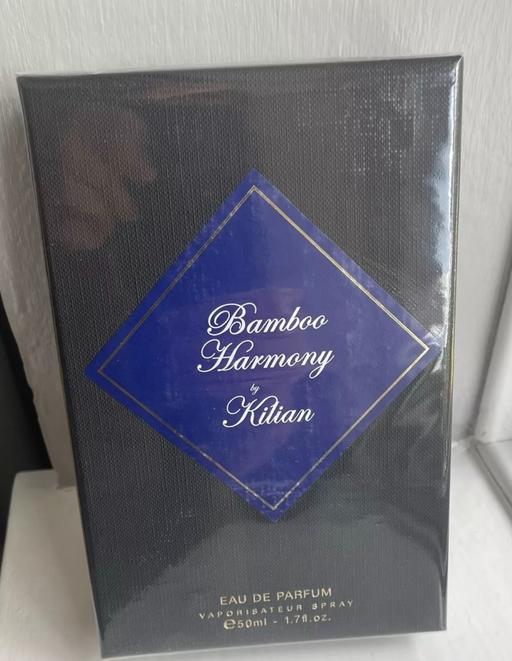 Bamboo
Harmony
by
Kilian
EAU DE PARFUM
VAPORISATEUR SPRAY
℮50ml - 1.7fl.oz.